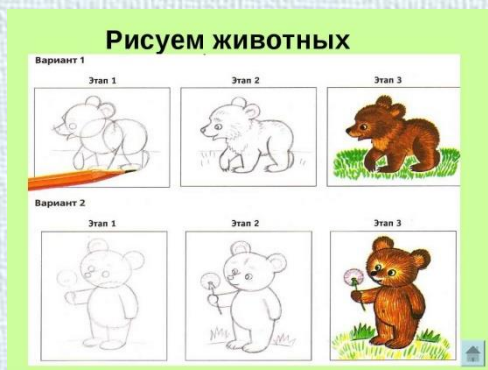 Рисуем животных
Вариант 1
Этап 1 Этап 2 Этап 3
Вариант 2
Этап 1 Этап 2 Этап 3